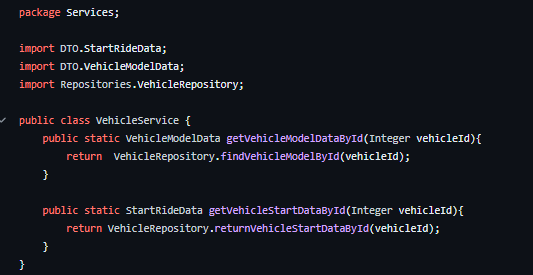 package Services;

import DTO.StartRideData;
import DTO.VehicleModelData;
import Repositories.VehicleRepository;

public class VehicleService {
    public static VehicleModelData getVehicleModelDataById(Integer vehicleId){
        return  VehicleRepository.findVehicleModelById(vehicleId);
    }

    public static StartRideData getVehicleStartDataById(Integer vehicleId){
        return VehicleRepository.returnVehicleStartDataById(vehicleId);
    }
}